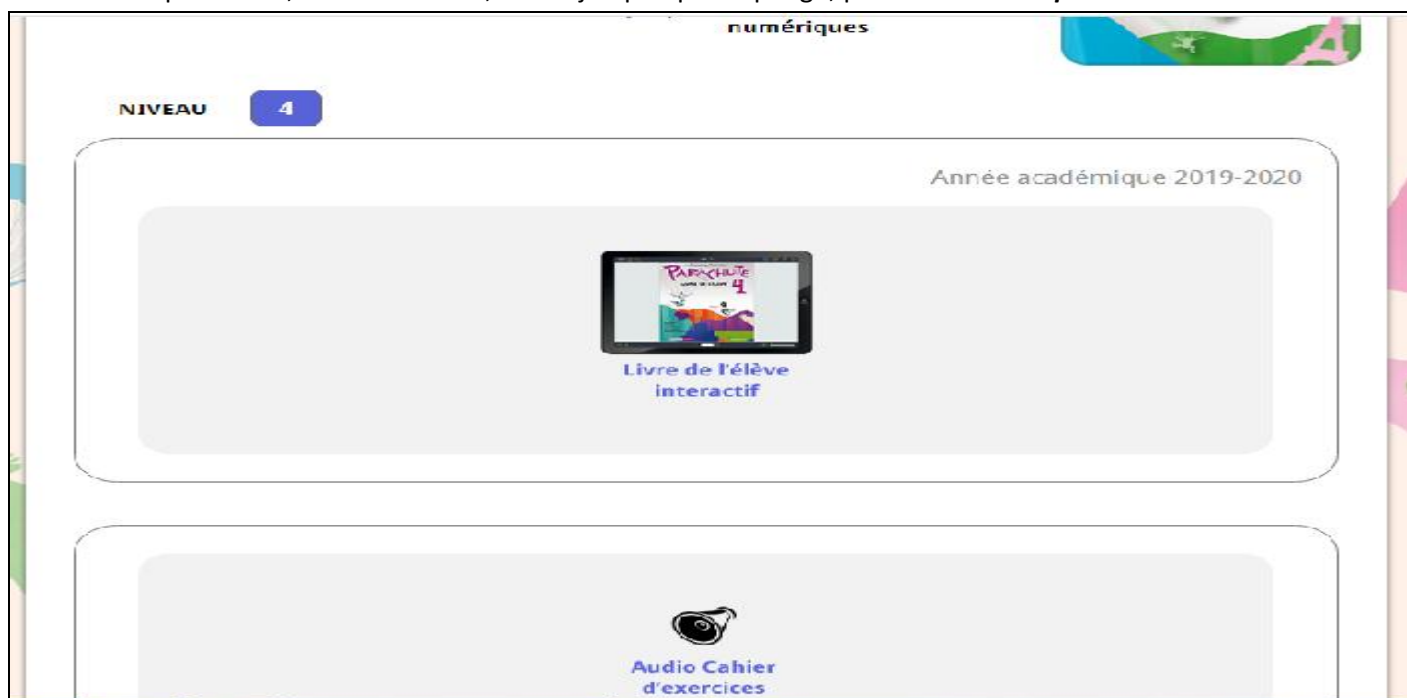 numériques
NIVEAU 4
Année académique 2019-2020
PARACHUTE
4
Livre de l'élève
interactif
Audio Cahier
d'exercices